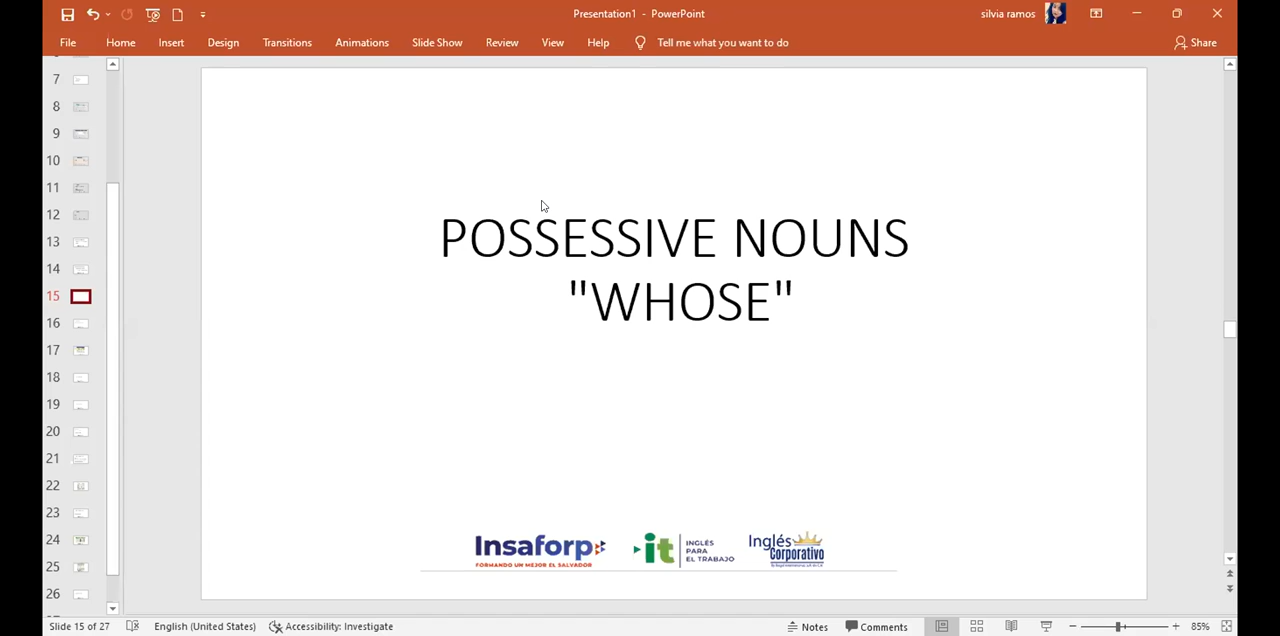 Presentation1 - PowerPoint
silvia ramos
File Home Insert Design Transitions Animations Slide Show Review View Help Tell me what you want to do
Share
7
8
9
10
11
12
13
14
15
16
17
18
19
20
21
22
23
24
25
26
POSSESSIVE NOUNS
"WHOSE"
Insaforp
FORMANDO UN MEJOR EL SALVADOR
it
INGLÉS
PARA
EL TRABAJO
Inglés
Corporativo
Slide 15 of 27 English (United States) Accessibility: Investigate Notes Comments 85%